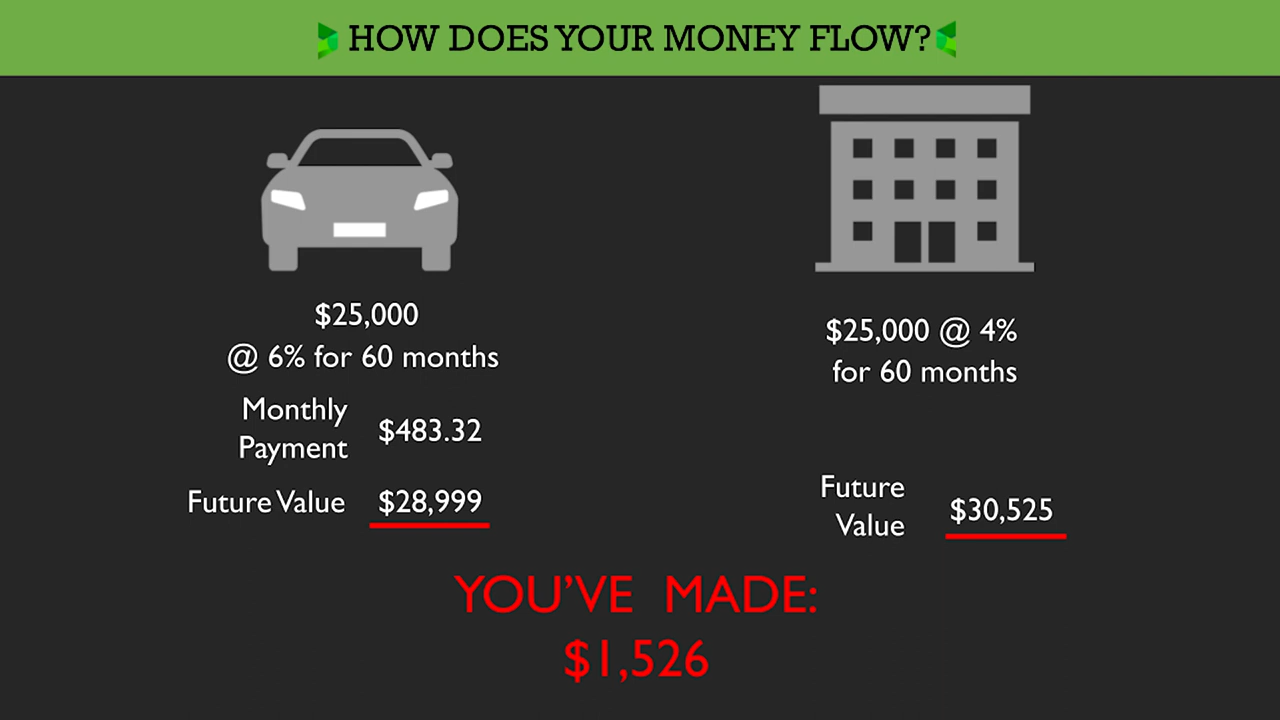 HOW DOES YOUR MONEY FLOW?
$25,000
@ 6% for 60 months
Monthly
Payment
$483.32
Future Value
$28,999
$25,000 @ 4%
for 60 months
Future
Value
$30,525
YOU'VE MADE:
$1,526